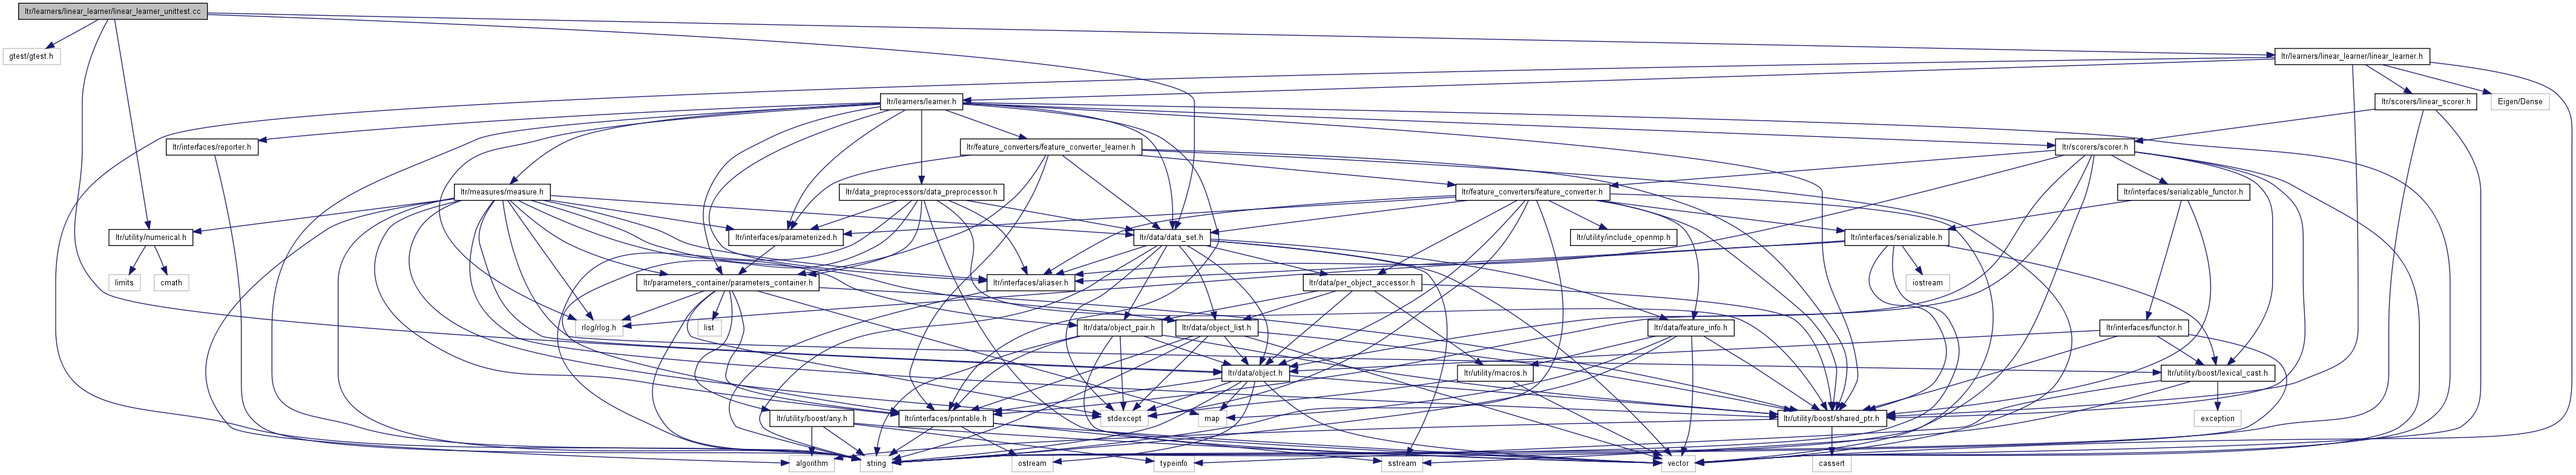 ltr/learners/linear_learner/linear_learner_unittest.cc
gtest/gtest.h
ltr/learners/linear_learner/linear_learner.h
ltr/learners/learner.h
ltr/scorers/linear_scorer.h
Eigen/Dense
ltr/interfaces/reporter.h
ltr/feature_converters/feature_converter_learner.h
ltr/scorers/scorer.h
ltr/measures/measure.h
ltr/data_preprocessors/data_preprocessor.h
ltr/feature_converters/feature_converter.h
ltr/interfaces/serializable_functor.h
ltr/utility/numerical.h
ltr/interfaces/parameterized.h
ltr/data/data_set.h
ltr/utility/include_openmp.h
ltr/interfaces/serializable.h
limits
cmath
ltr/parameters_container/parameters_container.h
ltr/interfaces/aliaser.h
ltr/data/per_object_accessor.h
iostream
rlog/rlog.h
list
ltr/data/object_pair.h
ltr/data/object_list.h
ltr/data/feature_info.h
ltr/interfaces/functor.h
ltr/data/object.h
ltr/utility/macros.h
ltr/utility/boost/lexical_cast.h
ltr/utility/boost/any.h
ltr/interfaces/printable.h
stdexcept
map
ltr/utility/boost/shared_ptr.h
exception
algorithm
string
ostream
typeinfo
sstream
vector
cassert